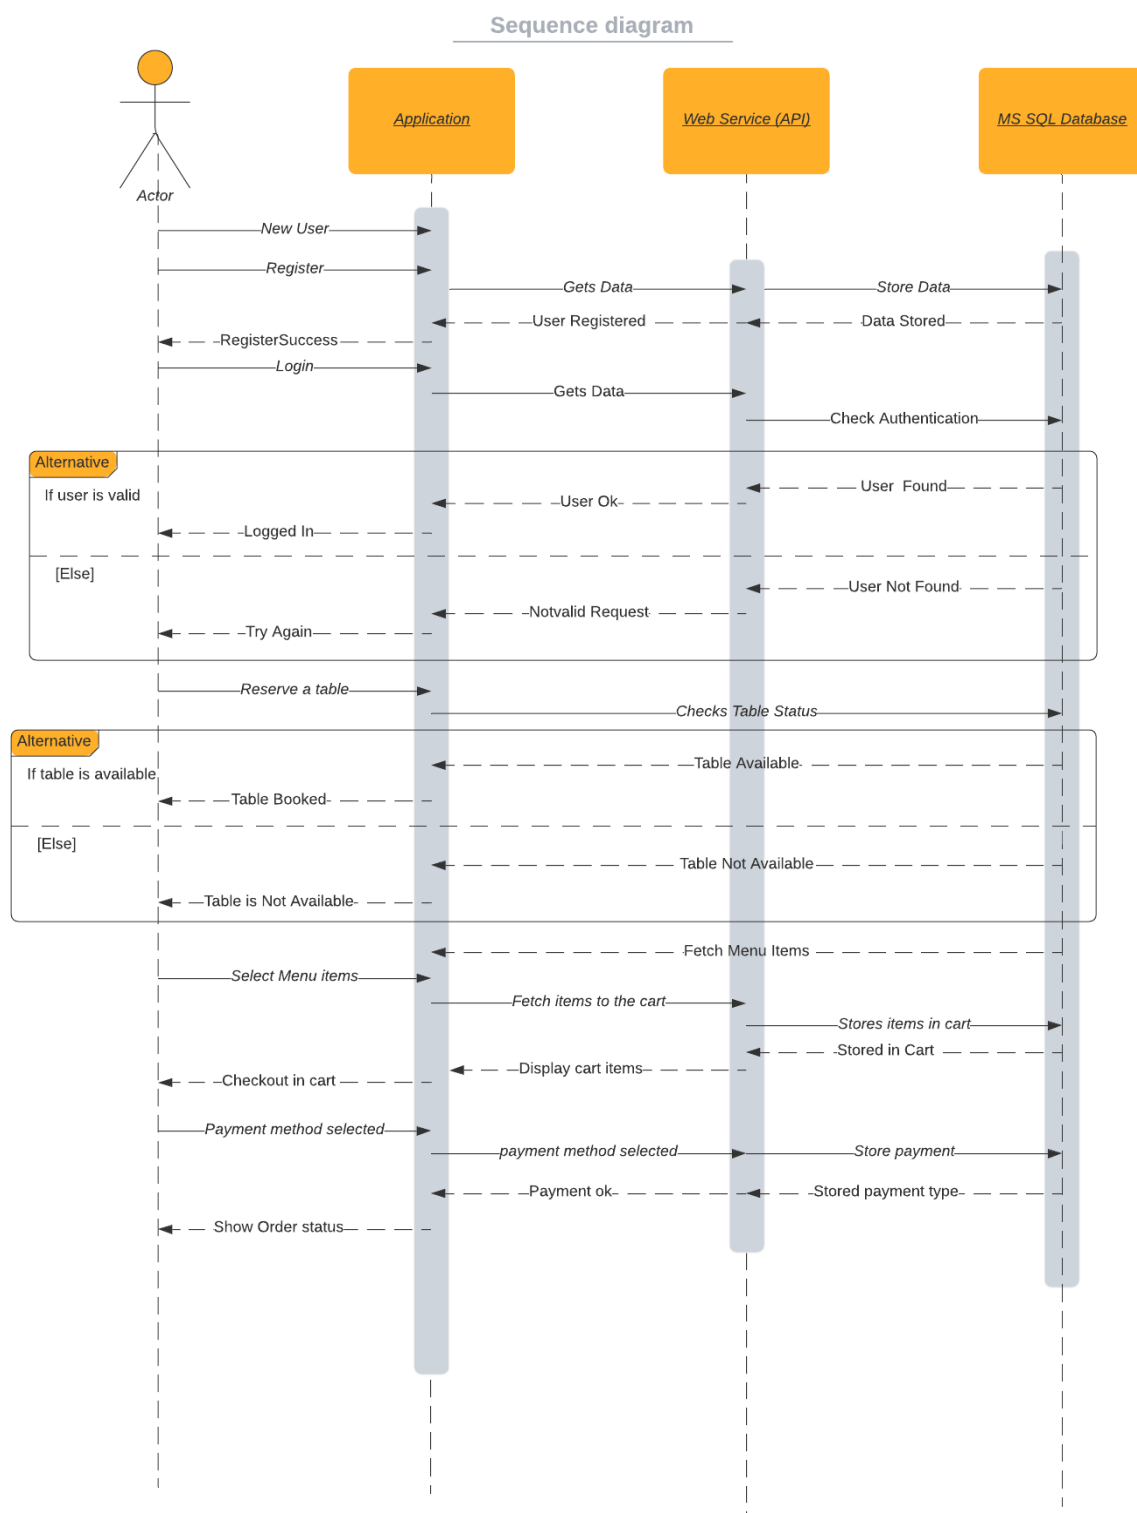 Sequence diagram
Application
Web Service (API)
MS SQL Database
Actor
New User
Register
Gets Data
Store Data
User Registered
Data Stored
RegisterSuccess
Login
Gets Data
Check Authentication
Alternative
If user is valid
User Found
User Ok
Logged In
[Else]
User Not Found
Notvalid Request
Try Again
Reserve a table
Checks Table Status
Alternative
If table is available
Table Available
Table Booked
[Else]
Table Not Available
Table is Not Available
Fetch Menu Items
Select Menu items
Fetch items to the cart
Stores items in cart
Stored in Cart
Display cart items
Checkout in cart
Payment method selected
payment method selected
Store payment
Payment ok
Stored payment type
Show Order status